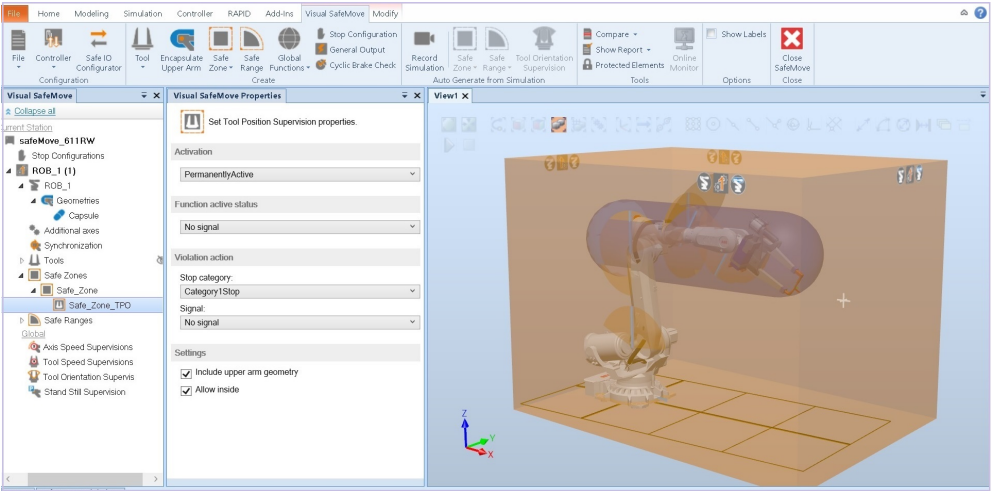 File Home Modeling Simulation Controller RAPID Add-Ins Visual SafeMove Modify
File Controller Safe IO Configurator Tool Encapsulate Upper Arm Safe Zone Safe Range Global Functions Stop Configuration Record Simulation Safe Zone Safe Range Tool Orientation Supervision Compare Online Monitor Show Labels Close SafeMove
General Output Show Report
Cyclic Brake Check Protected Elements
Configuration Create Auto Generate from Simulation Tools Options Close
Visual SafeMove
Collapse all
urrent Station
safeMove_611RW
Stop Configurations
ROB_1 (1)
ROB_1
Geometries
Capsule
Additional axes
Synchronization
Tools
Safe Zones
Safe_Zone
Safe_Zone_TPO
Safe Ranges
Global
Axis Speed Supervisions
Tool Speed Supervisions
Tool Orientation Supervis
Stand Still Supervision
Visual SafeMove Properties
Set Tool Position Supervision properties.
Activation
PermanentlyActive
Function active status
No signal
Violation action
Stop category:
Category1Stop
Signal:
No signal
Settings
Include upper arm geometry
Allow inside
View1
Z
Y
X